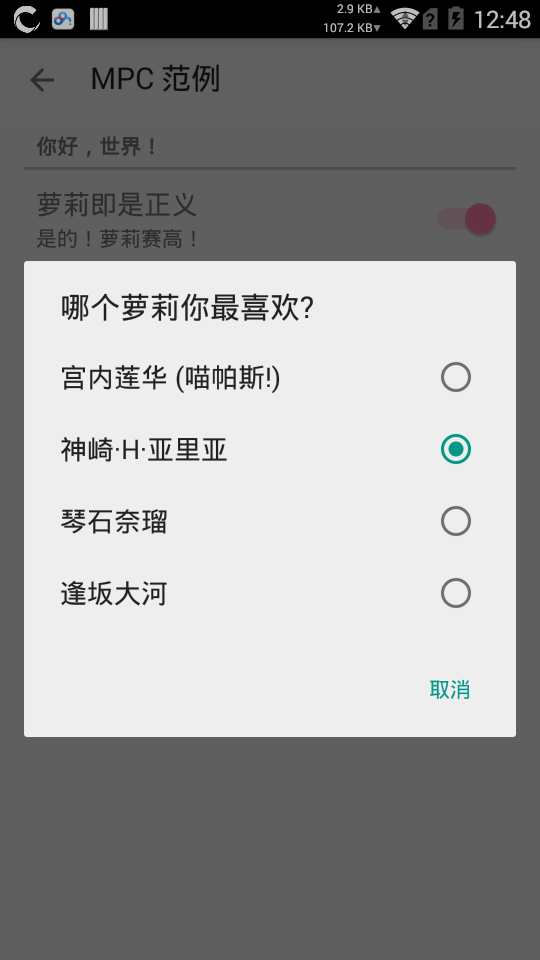 2.9 KB▲
107.2 KB▼
12:48
MPC 范例
你好，世界！
萝莉即是正义
是的！萝莉赛高！
哪个萝莉你最喜欢?
宫内莲华 (喵帕斯!)
神崎·H·亚里亚
琴石奈瑠
逢坂大河
取消